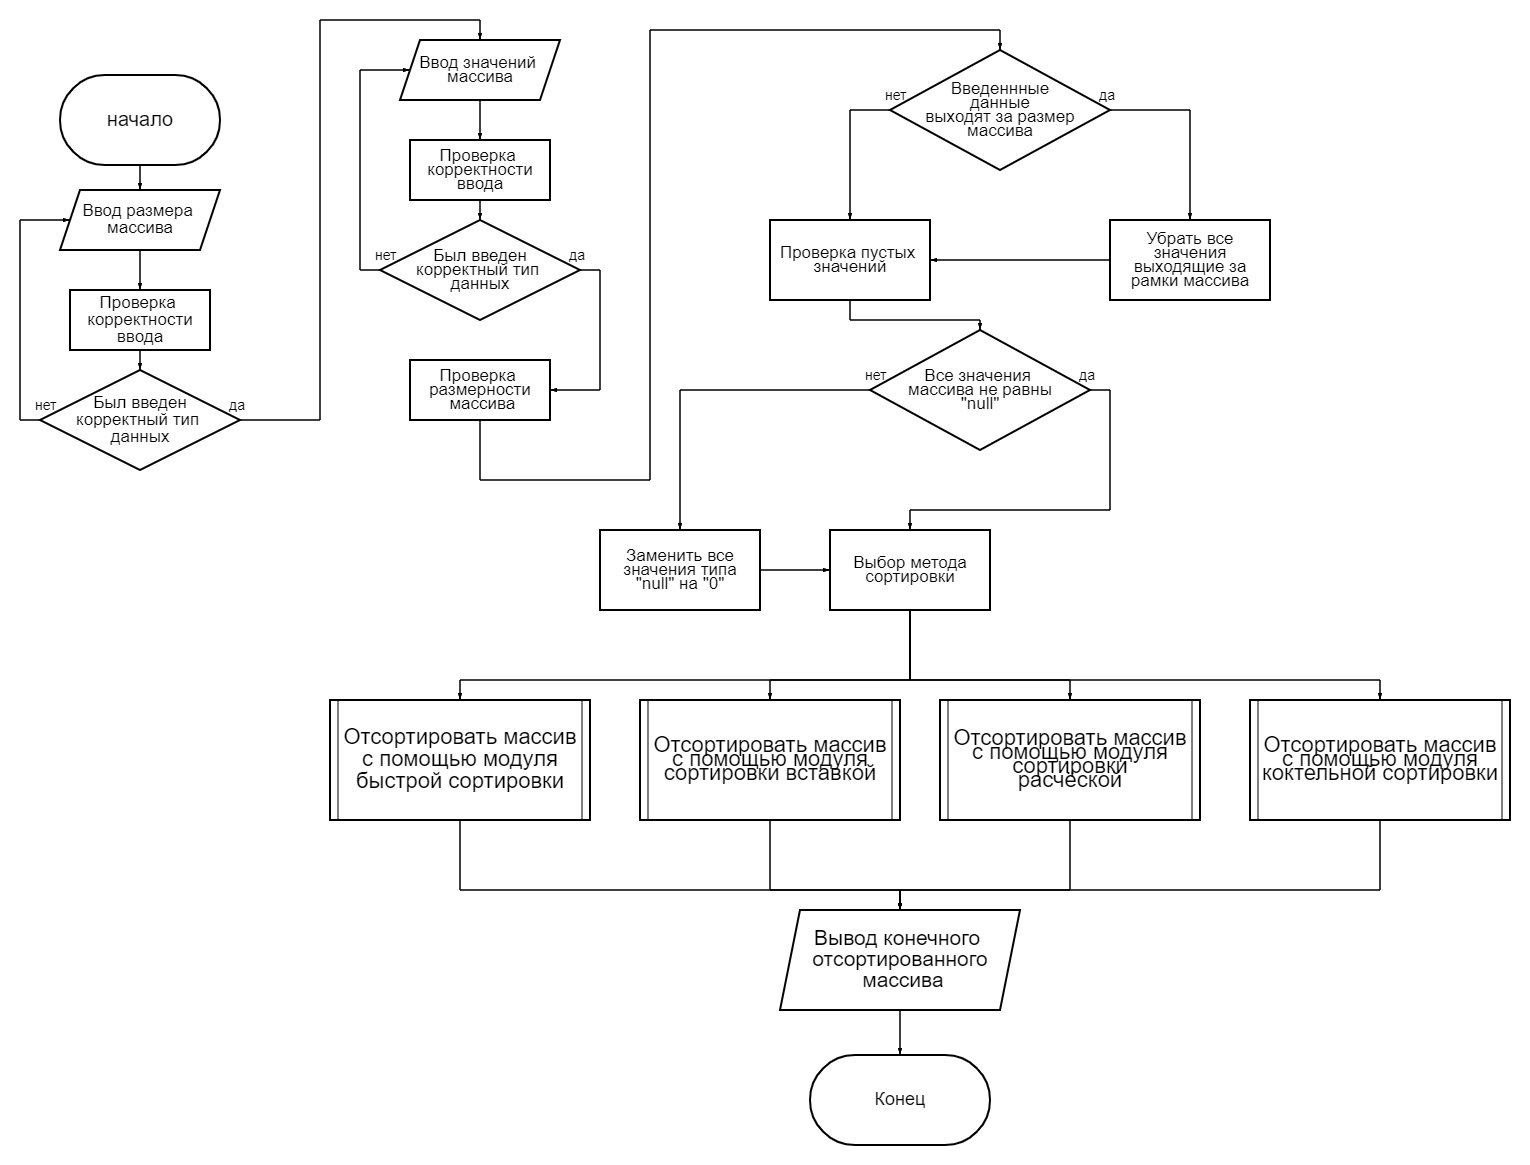 начало
Ввод размера
массива
Проверка
корректности
ввода
нет
да
Был введен
корректный тип
данных
Ввод значений
массива
Проверка
корректности
ввода
нет
да
Был введен
корректный тип
данных
Проверка
размерности
массива
нет
да
Введеннные
данные
выходят за размер
массива
Проверка пустых
значений
Убрать все
значения
выходящие за
рамки массива
нет
да
Все значения
массива не равны
"null"
Заменить все
значения типа
"null" на "0"
Выбор метода
сортировки
Отсортировать массив
с помощью модуля
быстрой сортировки
Отсортировать массив
с помощью модуля
сортировки вставкой
Отсортировать массив
с помощью модуля
сортировки
расческой
Отсортировать массив
с помощью модуля
коктельной сортировки
Вывод конечного
отсортированного
массива
Конец